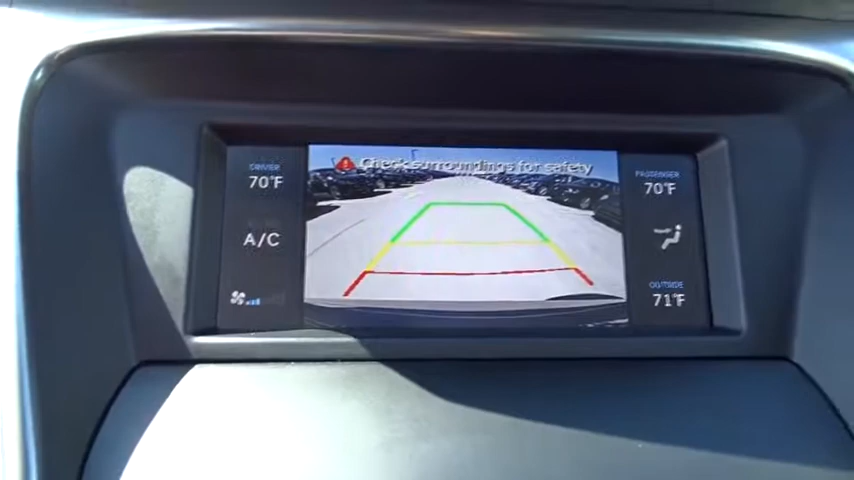 Check surroundings for safety
DRIVER
70°F
A/C
PASSENGER
70°F
OUTSIDE
71°F